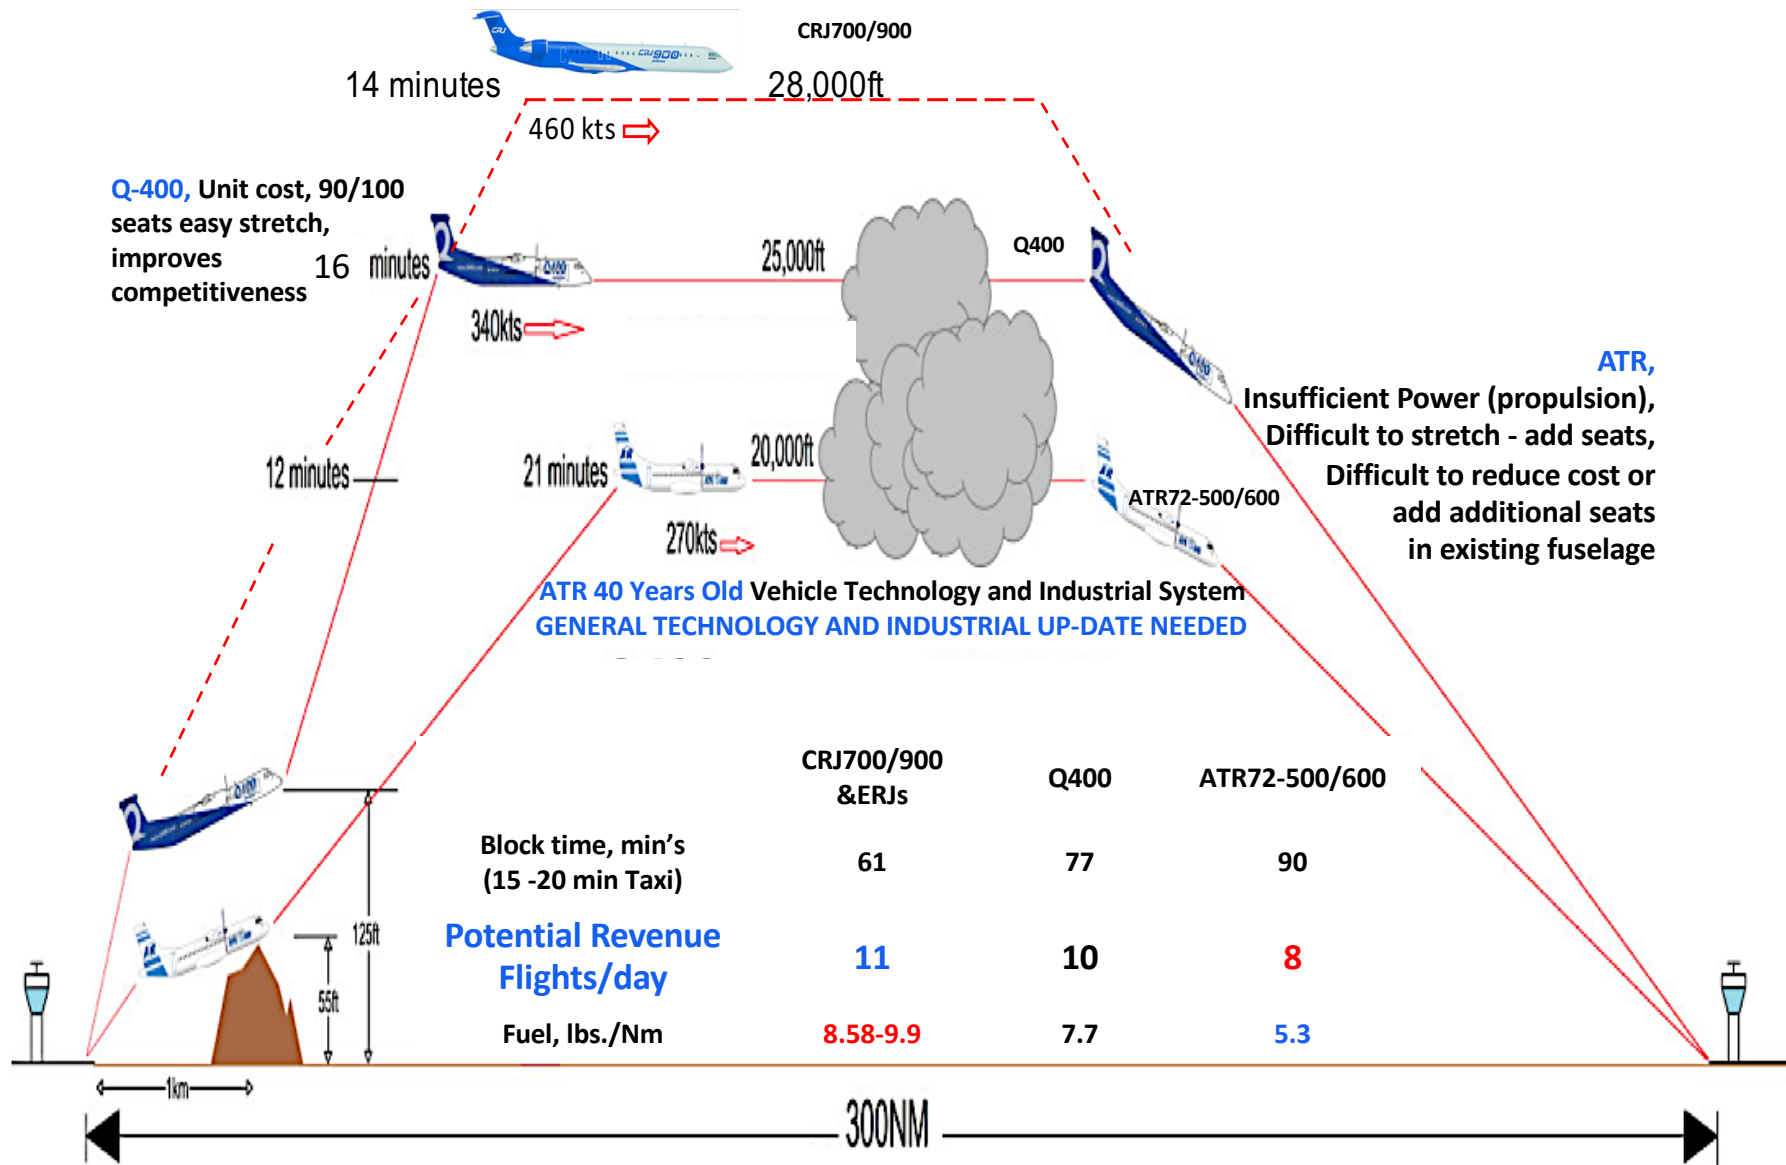 CRJ700/900
CRJ
CRJ900
14 minutes
28,000ft
460 kts
Q-400, Unit cost, 90/100
seats easy stretch,
improves
competitiveness
16 minutes
Q400
25,000ft
Q400
340kts
Q400
ATR,
Insufficient Power (propulsion),
Difficult to stretch - add seats,
Difficult to reduce cost or
add additional seats
in existing fuselage
12 minutes
21 minutes
20,000ft
ATR72-500/600
270kts
ATR 40 Years Old Vehicle Technology and Industrial System
GENERAL TECHNOLOGY AND INDUSTRIAL UP-DATE NEEDED
CRJ700/900
&ERJs
Q400
ATR72-500/600
Block time, min’s
(15 -20 min Taxi)
61
77
90
Potential Revenue
Flights/day
11
10
8
Fuel, lbs./Nm
8.58-9.9
7.7
5.3
Q400
125ft
55ft
1km
300NM